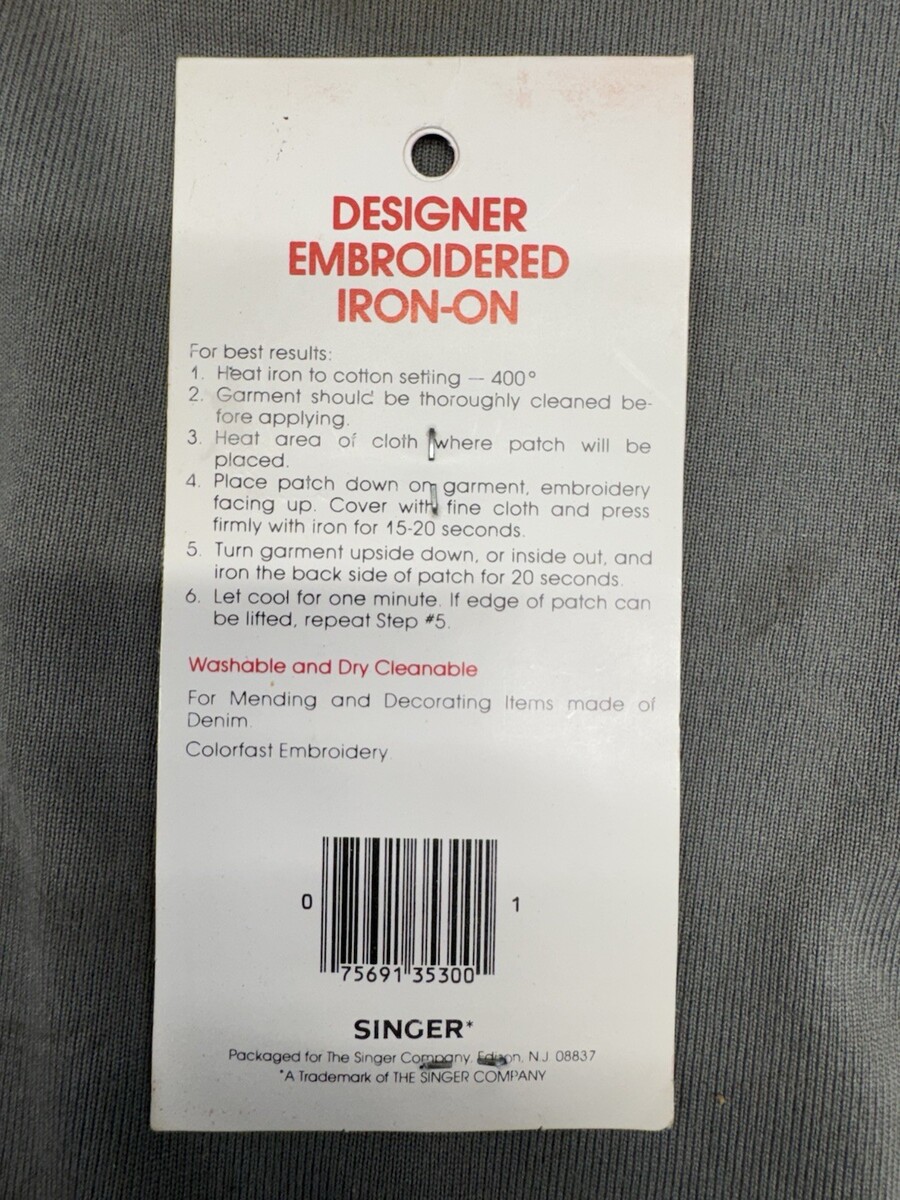 DESIGNER
EMBROIDERED
IRON-ON
For best results:
1. Heat iron to cotton setting — 400°
2. Garment should be thoroughly cleaned be-
fore applying.
3. Heat area of cloth where patch will be
placed.
4. Place patch down on garment, embroidery
facing up. Cover with fine cloth and press
firmly with iron for 15-20 seconds.
5. Turn garment upside down, or inside out, and
iron the back side of patch for 20 seconds.
6. Let cool for one minute. If edge of patch can
be lifted, repeat Step #5.
Washable and Dry Cleanable
For Mending and Decorating Items made of
Denim.
Colorfast Embroidery.
0 75691 35300 1
SINGER*
Packaged for The Singer Company, Edison, N.J. 08837
*A Trademark of THE SINGER COMPANY